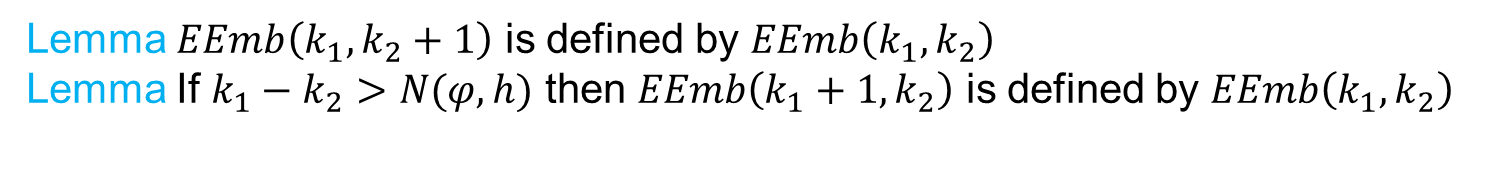 Lemma EEmb(k₁, k₂ + 1) is defined by EEmb(k₁, k₂)
Lemma If k₁ − k₂ > N(φ, h) then EEmb(k₁ + 1, k₂) is defined by EEmb(k₁, k₂)